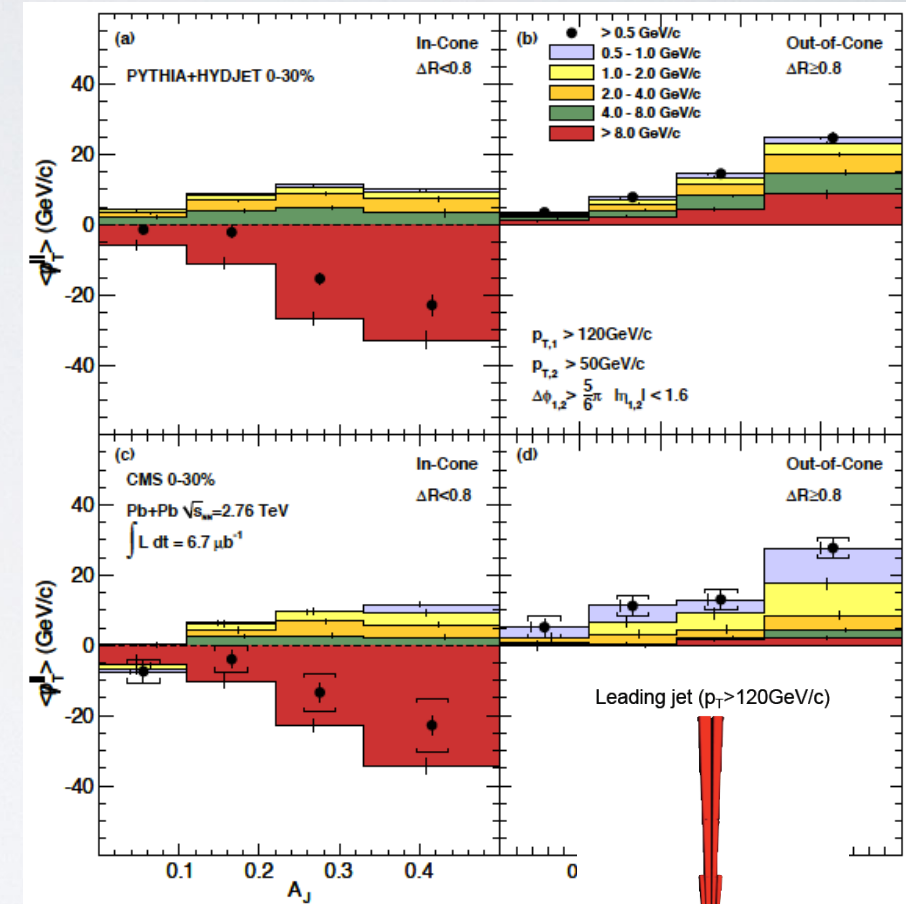 (a)
In-Cone
ΔR<0.8
PYTHIA+HYDJET 0-30%
(b)
> 0.5 GeV/c
0.5 - 1.0 GeV/c
1.0 - 2.0 GeV/c
2.0 - 4.0 GeV/c
4.0 - 8.0 GeV/c
> 8.0 GeV/c
Out-of-Cone
ΔR≥0.8
40
20
0
-20
-40
<p̸_T^||> (GeV/c)
p_T,1 > 120GeV/c
p_T,2 > 50GeV/c
Δϕ_1,2 > 5/6 π |η_1,2| < 1.6
(c)
In-Cone
ΔR<0.8
CMS 0-30%
Pb+Pb √s_NN=2.76 TeV
∫ L dt = 6.7 μb⁻¹
(d)
Out-of-Cone
ΔR≥0.8
40
20
0
-20
-40
<p̸_T^||> (GeV/c)
Leading jet (p_T>120GeV/c)
0.1 0.2 0.3 0.4 0
A_J